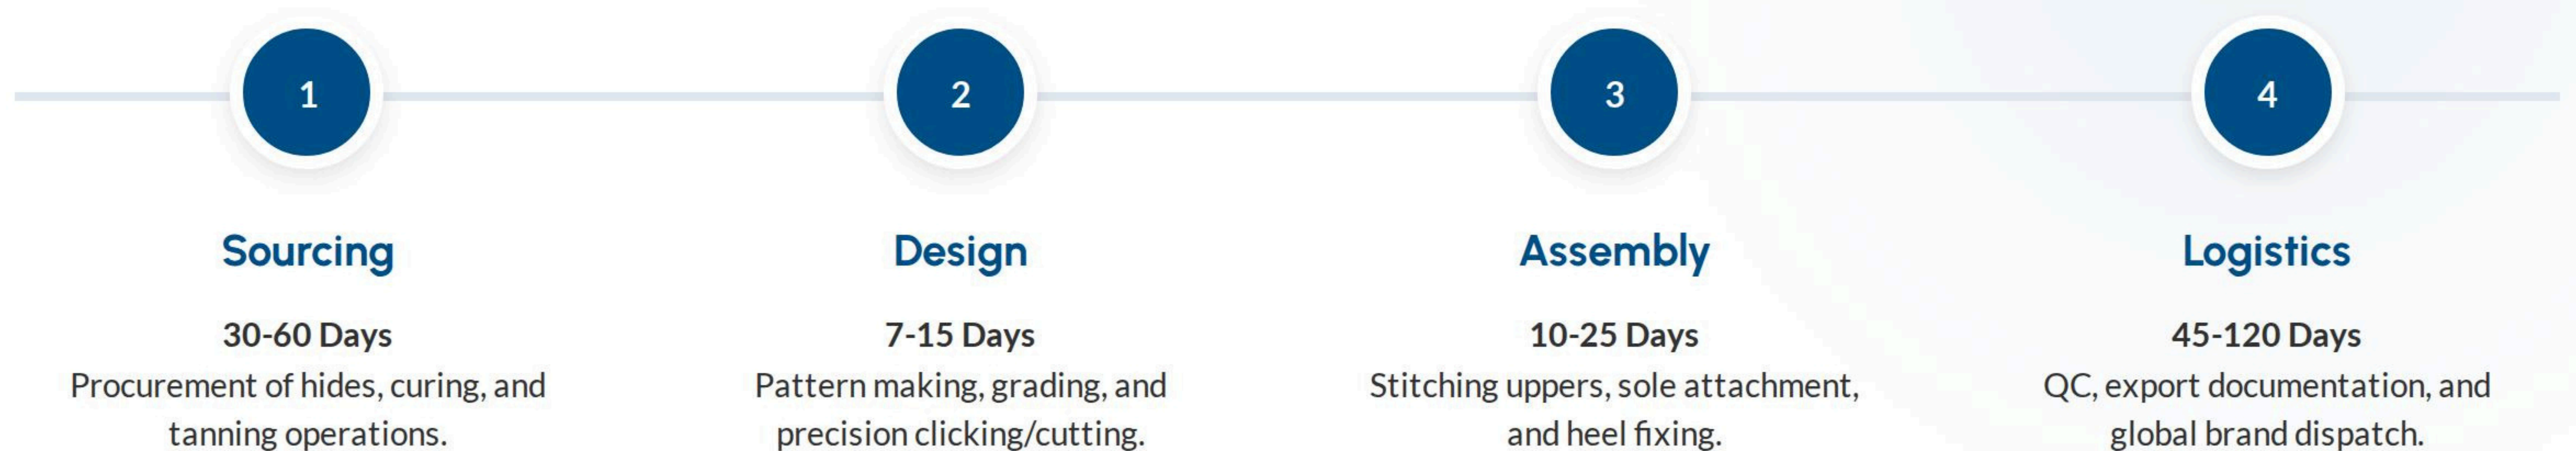 1
2
3
4
Sourcing
30-60 Days
Procurement of hides, curing, and
tanning operations.
Design
7-15 Days
Pattern making, grading, and
precision clicking/cutting.
Assembly
10-25 Days
Stitching uppers, sole attachment,
and heel fixing.
Logistics
45-120 Days
QC, export documentation, and
global brand dispatch.